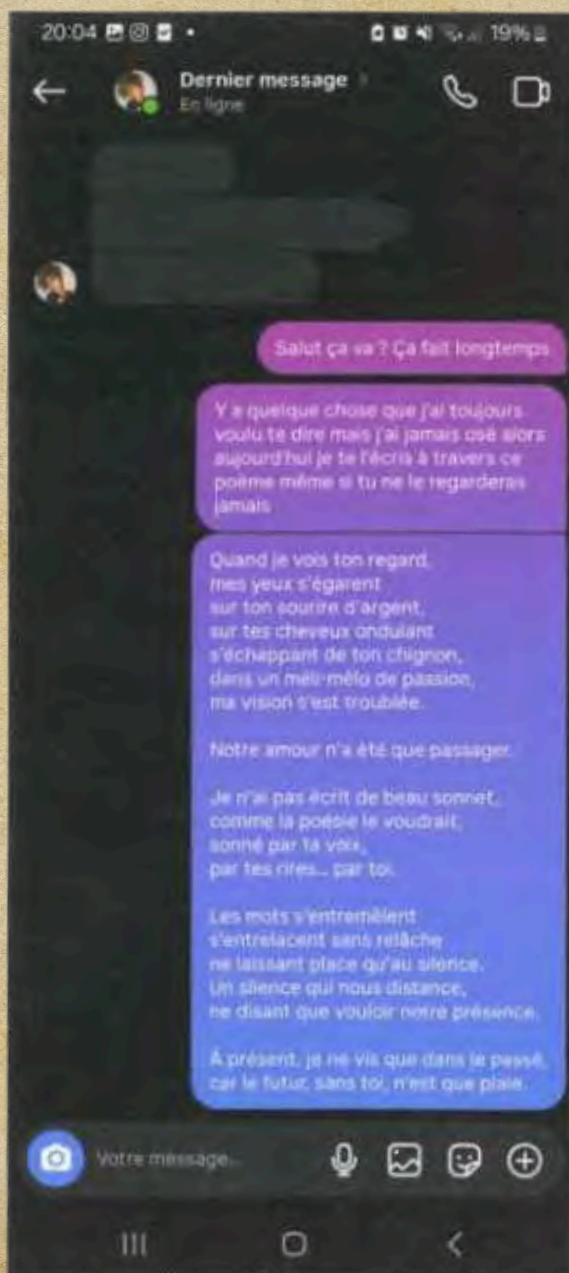 20:04
19%
Dernier message
En ligne
Salut ça va ? Ça fait longtemps
Y a quelque chose que j'ai toujours
voulu te dire mais j'ai jamais osé alors
aujourd'hui je te l'écris à travers ce
poème même si tu ne le regarderas
jamais
Quand je vois ton regard,
mes yeux s'égarent
sur ton sourire d'argent,
sur tes cheveux ondulant
s'échappant de ton chignon,
dans un méli-mélo de passion,
ma vision s'est troublée.
Notre amour n'a été que passager.
Je n'ai pas écrit de beau sonnet,
comme la poésie le voudrait,
sonné par ta voix,
par tes rires... par toi.
Les mots s'entremêlent
s'entrelacent sans relâche
ne laissant place qu'au silence.
Un silence qui nous distance,
ne disant que vouloir notre présence.
À présent, je ne vis que dans le passé,
car le futur, sans toi, n'est que plaie.
Votre message...